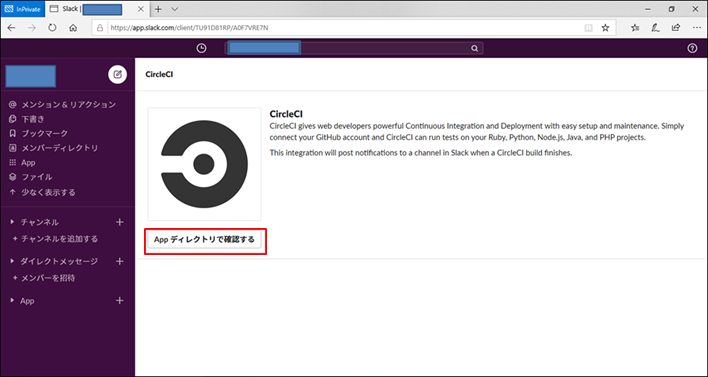 InPrivate
Slack |
https://app.slack.com/client/TU91D81RP/A0F7VRE7N
CircleCI
メンション & リアクション
下書き
ブックマーク
メンバーディレクトリ
App
ファイル
少なく表示する
チャンネル
+ チャンネルを追加する
ダイレクトメッセージ
+ メンバーを招待
App
CircleCI
CircleCI gives web developers powerful Continuous Integration and Deployment with easy setup and maintenance. Simply
connect your GitHub account and CircleCI can run tests on your Ruby, Python, Node.js, Java, and PHP projects.
This integration will post notifications to a channel in Slack when a CircleCI build finishes.
App ディレクトリで確認する